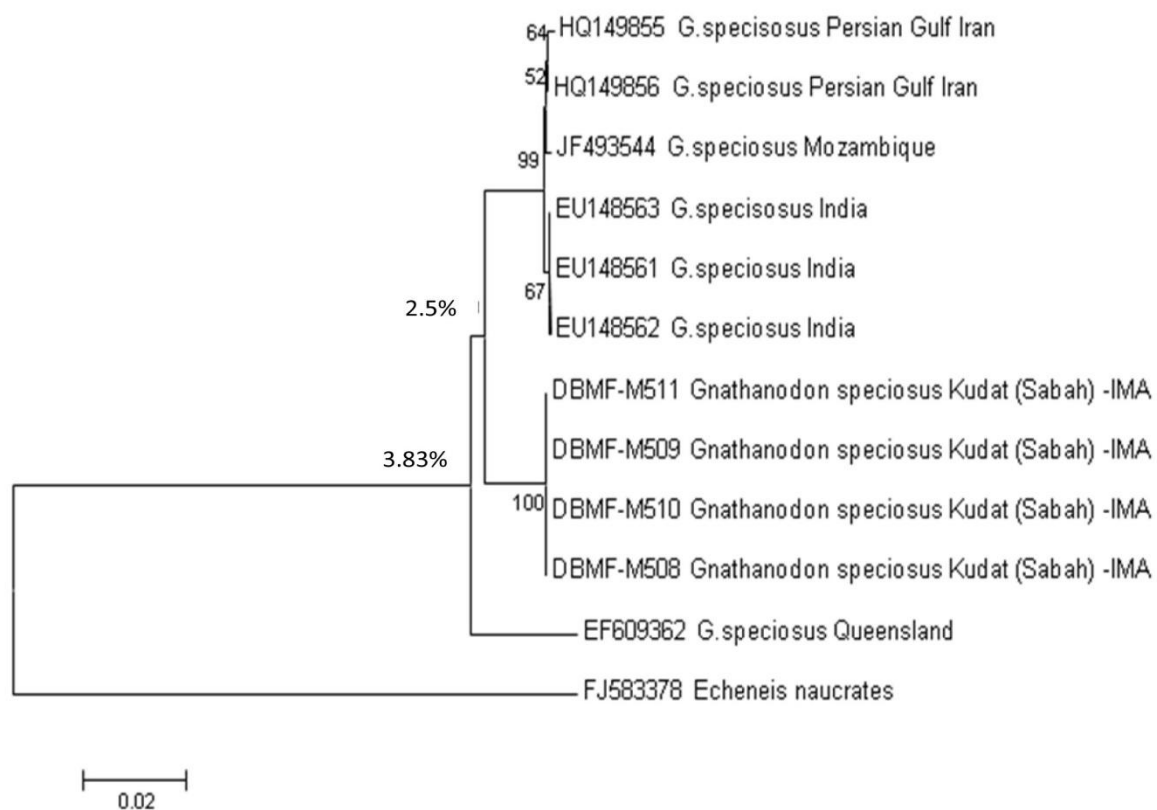 64 HQ149855 G.specisosus Persian Gulf Iran
52 HQ149856 G.speciosus Persian Gulf Iran
JF493544 G.speciosus Mozambique
99
EU148563 G.specisosus India
EU148561 G.speciosus India
67
2.5%
EU148562 G.speciosus India
DBMF-M511 Gnathanodon speciosus Kudat (Sabah) -IMA
DBMF-M509 Gnathanodon speciosus Kudat (Sabah) -IMA
3.83%
100 DBMF-M510 Gnathanodon speciosus Kudat (Sabah) -IMA
DBMF-M508 Gnathanodon speciosus Kudat (Sabah) -IMA
EF609362 G.speciosus Queensland
FJ583378 Echeneis naucrates
0.02